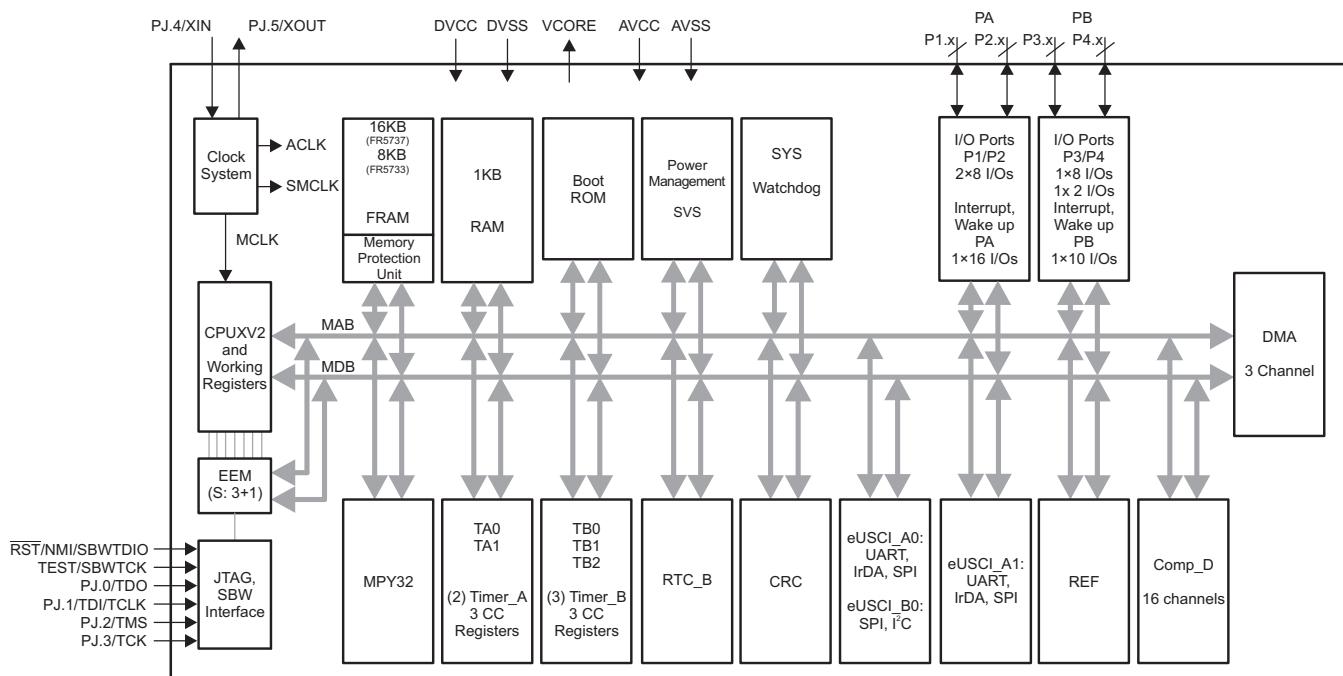 PJ.4/XIN
PJ.5/XOUT
DVCC
DVSS
VCORE
AVCC
AVSS
PA
PB
P1.x
P2.x
P3.x
P4.x
Clock
System
ACLK
SMCLK
MCLK
16KB
(FR5737)
8KB
(FR5733)
FRAM
Memory
Protection
Unit
1KB
RAM
Boot
ROM
Power
Management
SVS
SYS
Watchdog
I/O Ports
P1/P2
2×8 I/Os
Interrupt,
Wake up
PA
1×16 I/Os
I/O Ports
P3/P4
1×8 I/Os
1x 2 I/Os
Interrupt,
Wake up
PB
1×10 I/Os
CPUXV2
and
Working
Registers
MAB
MDB
DMA
3 Channel
EEM
(S: 3+1)
RST/NMI/SBWTDIO
TEST/SBWTCK
PJ.0/TDO
PJ.1/TDI/TCLK
PJ.2/TMS
PJ.3/TCK
JTAG,
SBW
Interface
MPY32
TA0
TA1
(2) Timer_A
3 CC
Registers
TB0
TB1
TB2
(3) Timer_B
3 CC
Registers
RTC_B
CRC
eUSCI_A0:
UART,
IrDA, SPI
eUSCI_B0:
SPI, I²C
eUSCI_A1:
UART,
IrDA, SPI
REF
Comp_D
16 channels